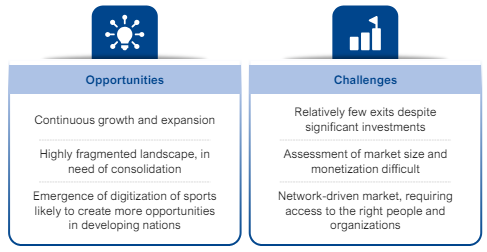 Opportunities
Continuous growth and expansion
Highly fragmented landscape, in
need of consolidation
Emergence of digitization of sports
likely to create more opportunities
in developing nations
Challenges
Relatively few exits despite
significant investments
Assessment of market size and
monetization difficult
Network-driven market, requiring
access to the right people and
organizations